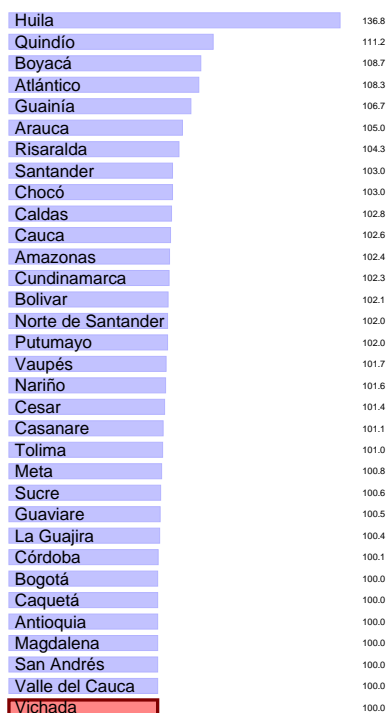 Huila 136.8
Quindío 111.2
Boyacá 108.7
Atlántico 108.3
Guainía 106.7
Arauca 105.0
Risaralda 104.3
Santander 103.0
Chocó 103.0
Caldas 102.8
Cauca 102.6
Amazonas 102.4
Cundinamarca 102.3
Bolivar 102.1
Norte de Santander 102.0
Putumayo 102.0
Vaupés 101.7
Nariño 101.6
Cesar 101.4
Casanare 101.1
Tolima 101.0
Meta 100.8
Sucre 100.6
Guaviare 100.5
La Guajira 100.4
Córdoba 100.1
Bogotá 100.0
Caquetá 100.0
Antioquia 100.0
Magdalena 100.0
San Andrés 100.0
Valle del Cauca 100.0
Vichada 100.0